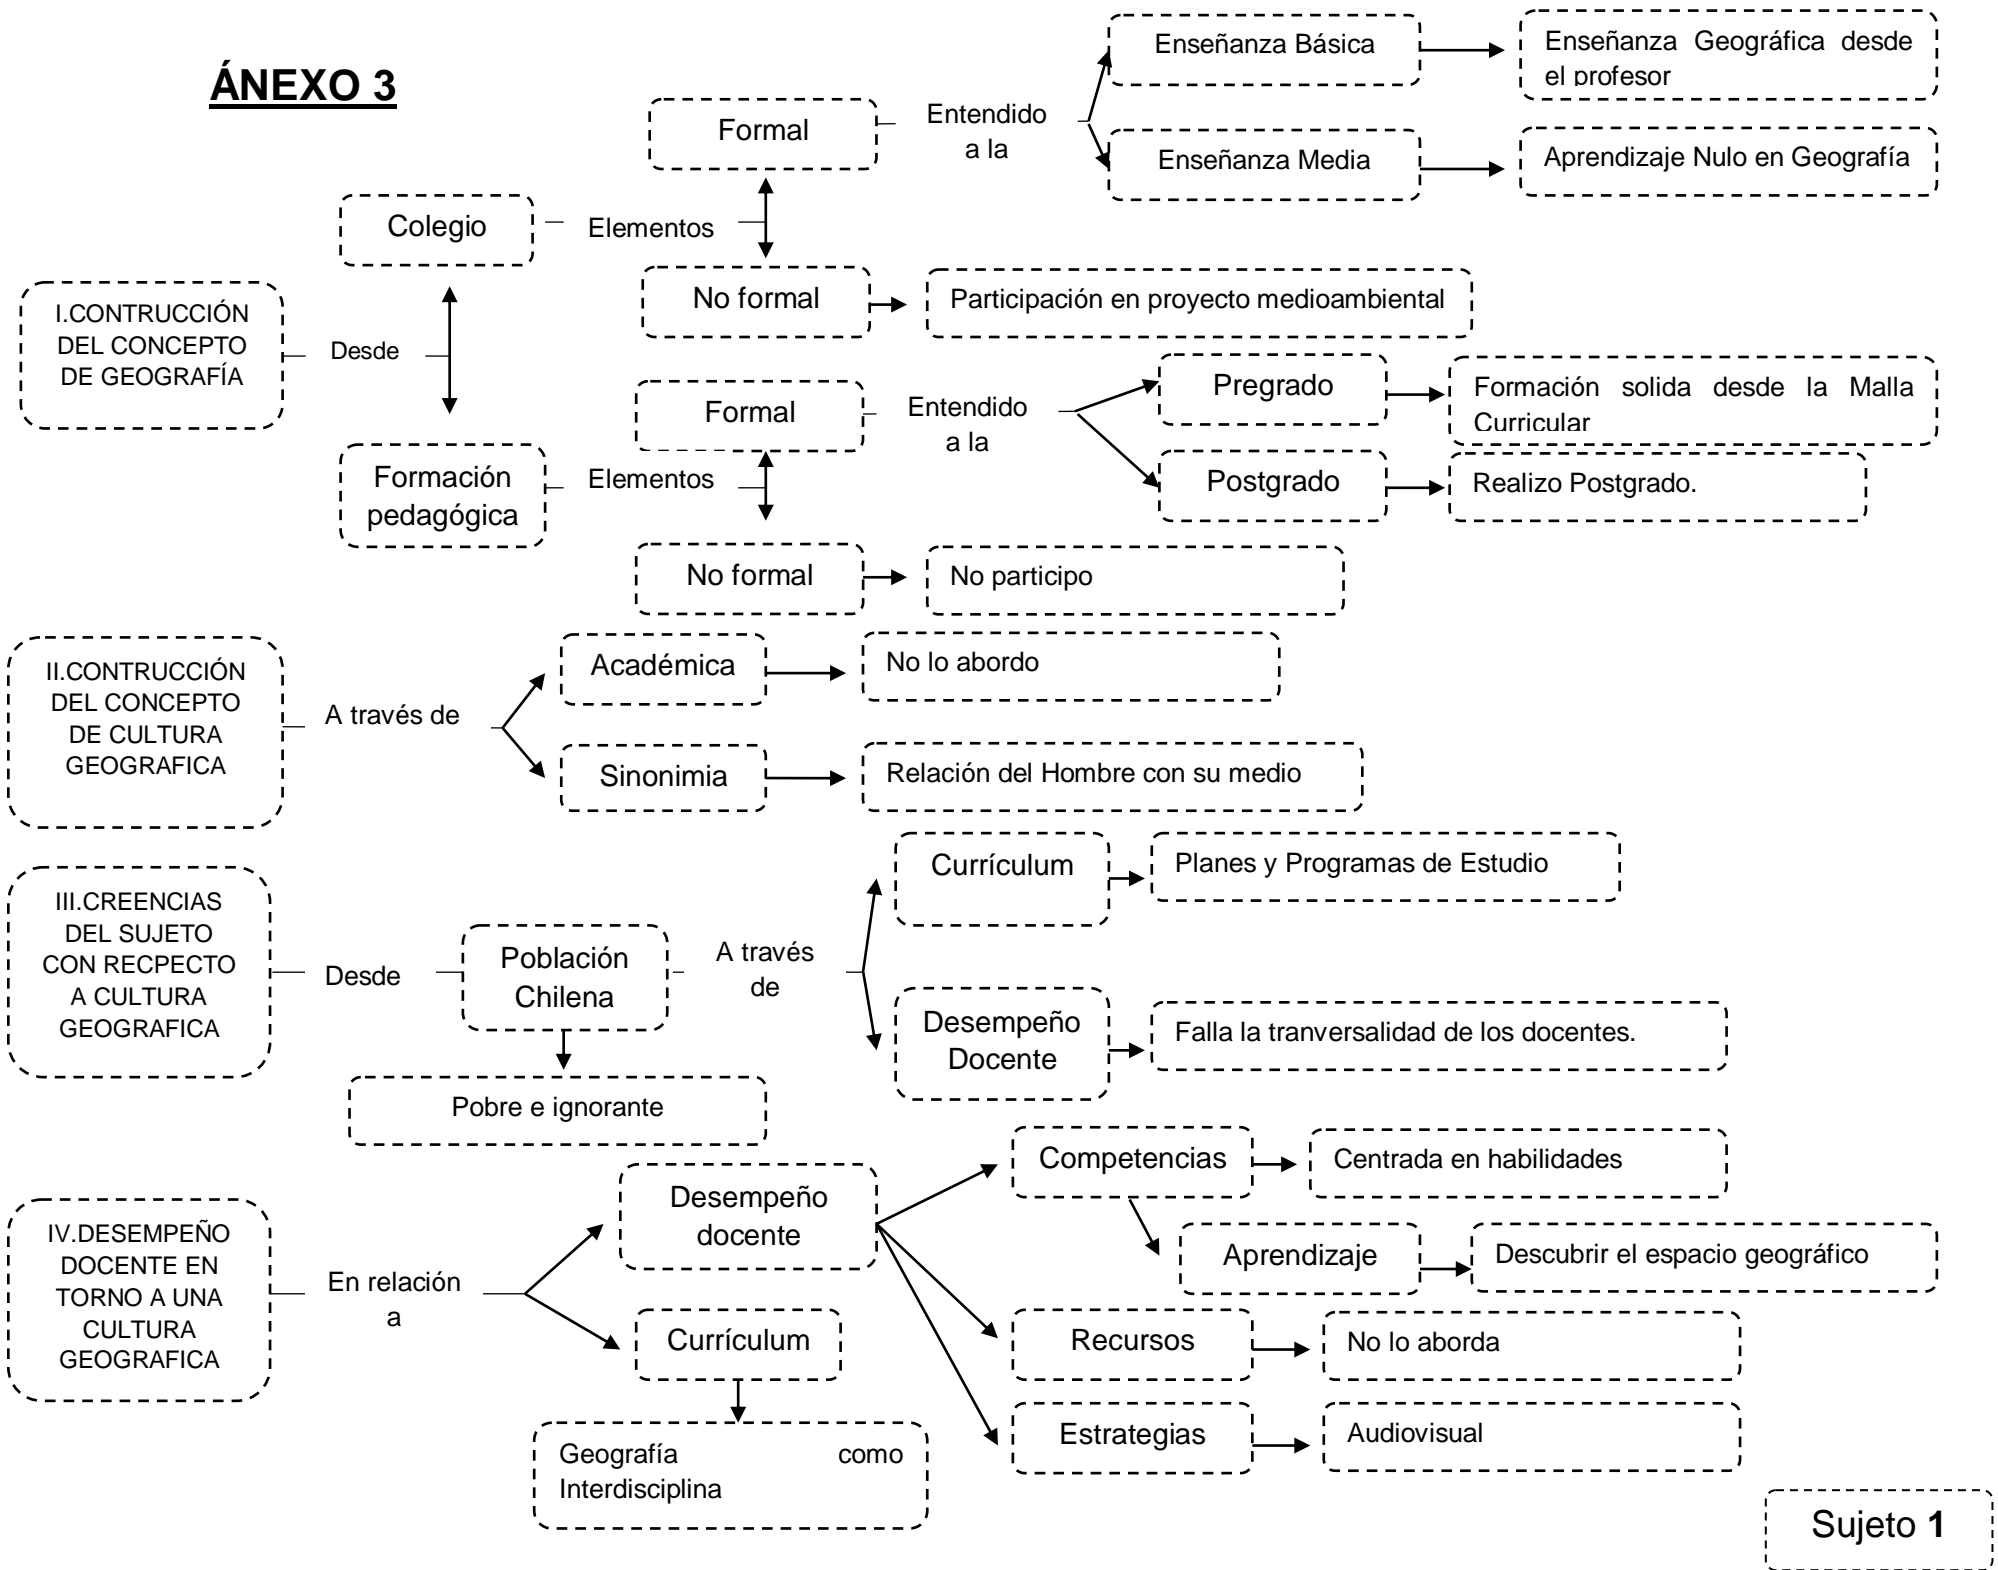 ÁNEXO 3
Enseñanza Básica
Enseñanza Geográfica desde
el profesor
Formal
Entendido
a la
Enseñanza Media
Aprendizaje Nulo en Geografía
Colegio
Elementos
No formal
Participación en proyecto medioambiental
I.CONTRUCCIÓN
DEL CONCEPTO
DE GEOGRAFÍA
Desde
Formal
Entendido
a la
Pregrado
Formación solida desde la Malla
Curricular
Formación
pedagógica
Elementos
Postgrado
Realizo Postgrado.
No formal
No participo
II.CONTRUCCIÓN
DEL CONCEPTO
DE CULTURA
GEOGRAFICA
A través de
Académica
No lo abordo
Sinonimia
Relación del Hombre con su medio
III.CREENCIAS
DEL SUJETO
CON RECPECTO
A CULTURA
GEOGRAFICA
Desde
Población
Chilena
A través
de
Currículum
Planes y Programas de Estudio
Desempeño
Docente
Falla la tranversalidad de los docentes.
Pobre e ignorante
IV.DESEMPEÑO
DOCENTE EN
TORNO A UNA
CULTURA
GEOGRAFICA
En relación
a
Desempeño
docente
Competencias
Centrada en habilidades
Aprendizaje
Descubrir el espacio geográfico
Currículum
Recursos
No lo aborda
Geografía como
Interdisciplina
Estrategias
Audiovisual
Sujeto 1